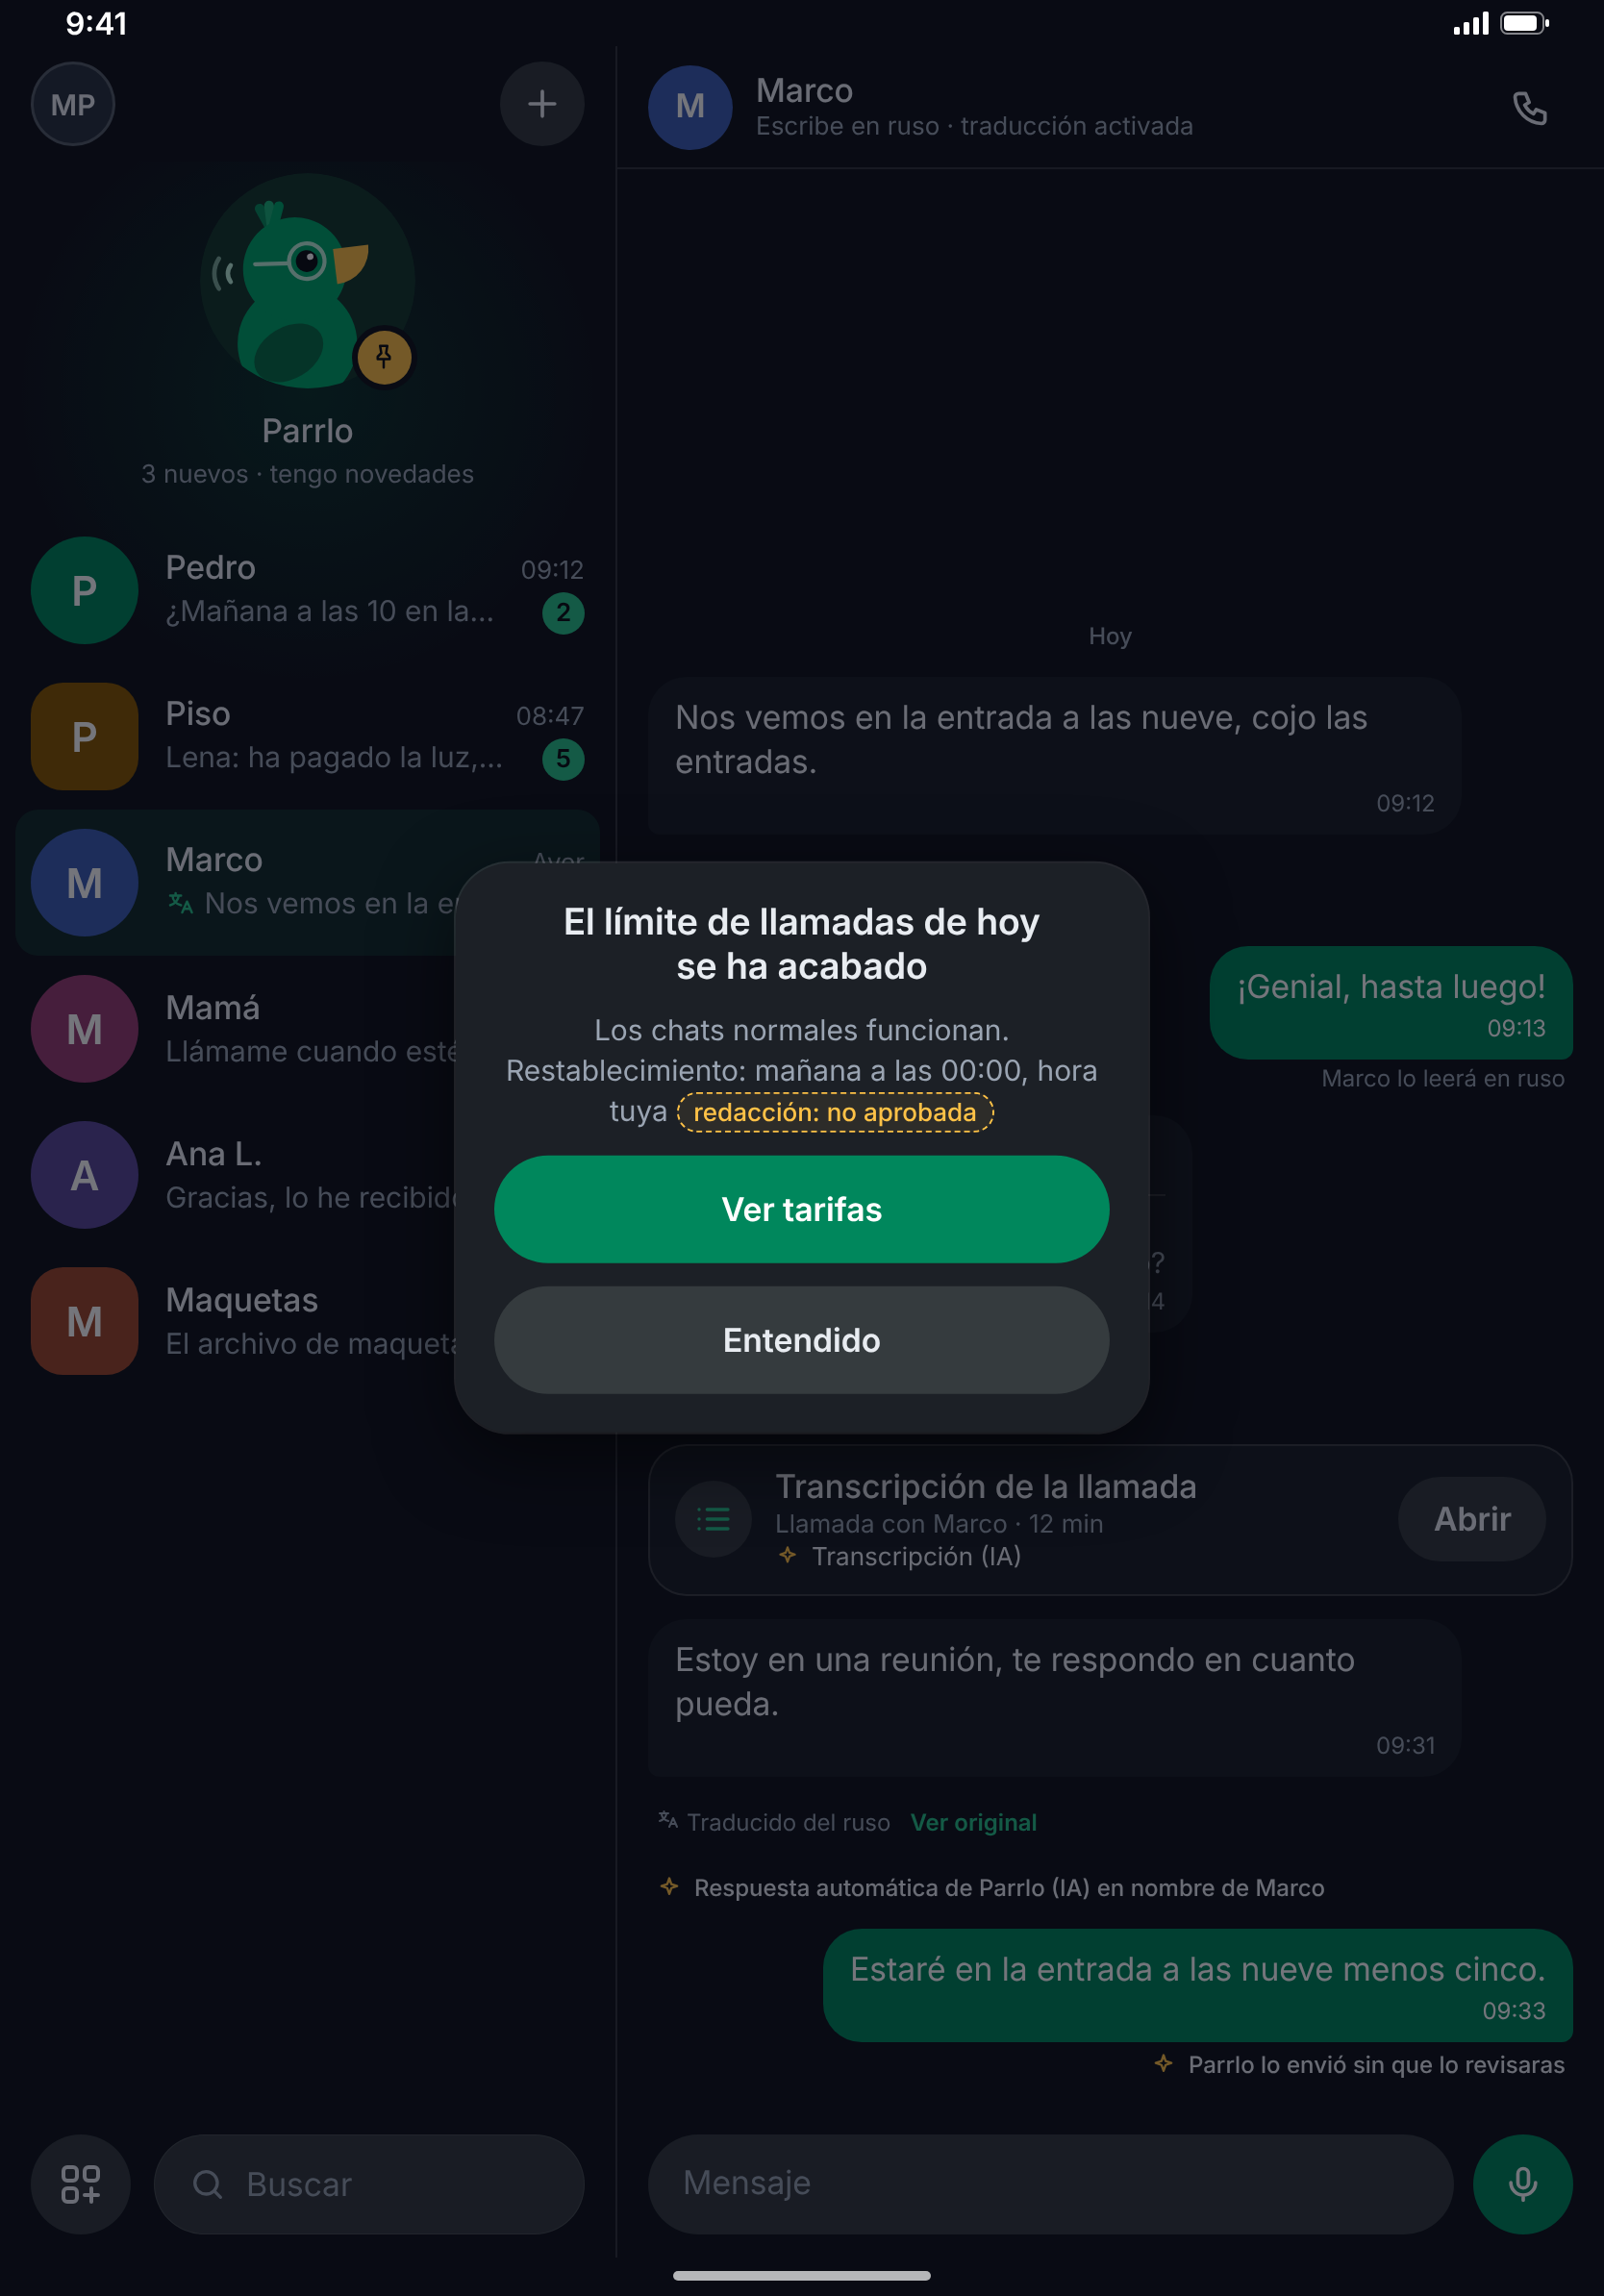 9:41
MP
Parrlo
3 nuevos · tengo novedades
P
Pedro
09:12
¿Mañana a las 10 en la...
2
P
Piso
08:47
Lena: ha pagado la luz,...
5
M
Marco
Ayer
Nos vemos en la e
M
Mamá
Llámame cuando esté
A
Ana L.
Gracias, lo he recibido
M
Maquetas
El archivo de maqueta
Buscar
M
Marco
Escribe en ruso · traducción activada
Hoy
Nos vemos en la entrada a las nueve, cojo las
entradas.
09:12
¡Genial, hasta luego!
09:13
Marco lo leerá en ruso
?
4
El límite de llamadas de hoy
se ha acabado
Los chats normales funcionan.
Restablecimiento: mañana a las 00:00, hora
tuya redacción: no aprobada
Ver tarifas
Entendido
Transcripción de la llamada
Llamada con Marco · 12 min
Transcripción (IA)
Abrir
Estoy en una reunión, te respondo en cuanto
pueda.
09:31
Traducido del ruso Ver original
Respuesta automática de Parrlo (IA) en nombre de Marco
Estaré en la entrada a las nueve menos cinco.
09:33
Parrlo lo envió sin que lo revisaras
Mensaje